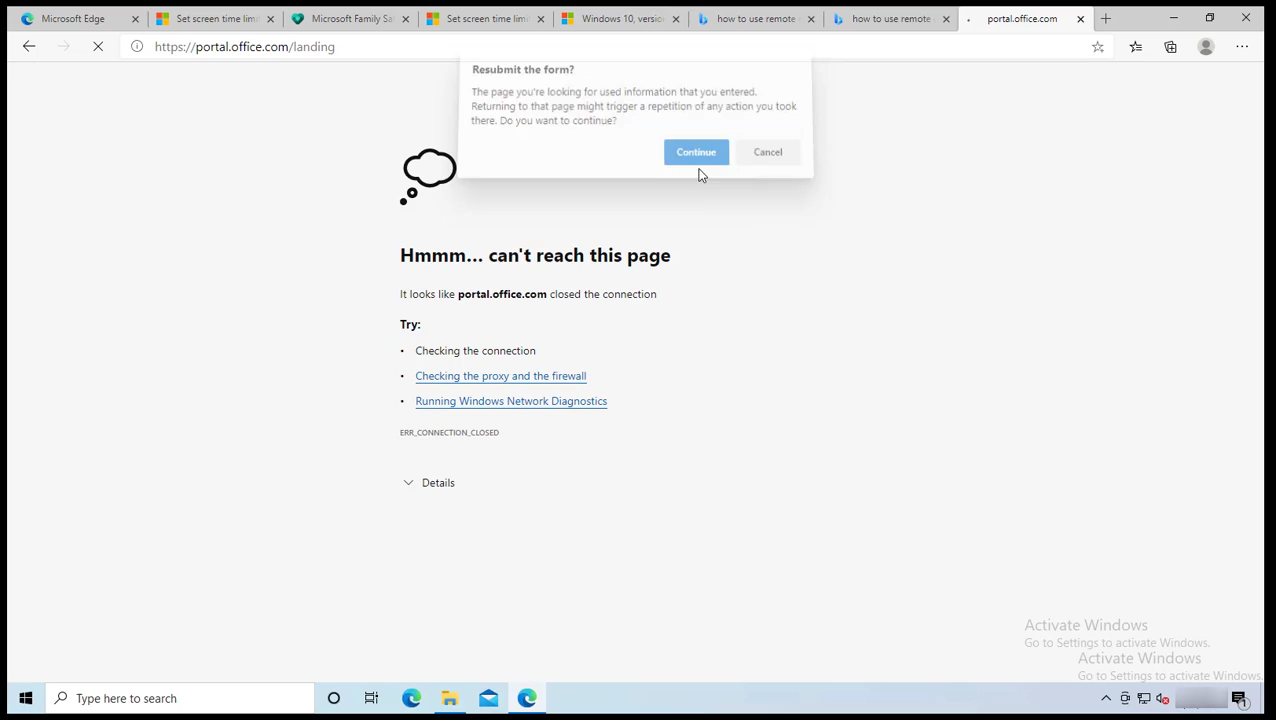 Microsoft Edge
Set screen time lim
Microsoft Family Sa
Set screen time lim
Windows 10, versio
how to use remote
how to use remote
portal.office.com
https://portal.office.com/landing
Resubmit the form?
The page you're looking for used information that you entered.
Returning to that page might trigger a repetition of any action you took
there. Do you want to continue?
Continue
Cancel
Hmmm... can't reach this page
It looks like portal.office.com closed the connection
Try:
• Checking the connection
• Checking the proxy and the firewall
• Running Windows Network Diagnostics
ERR_CONNECTION_CLOSED
Details
Activate Windows
Go to Settings to activate Windows.
Activate Windows
Go to Settings to activate Windows.
Type here to search
1